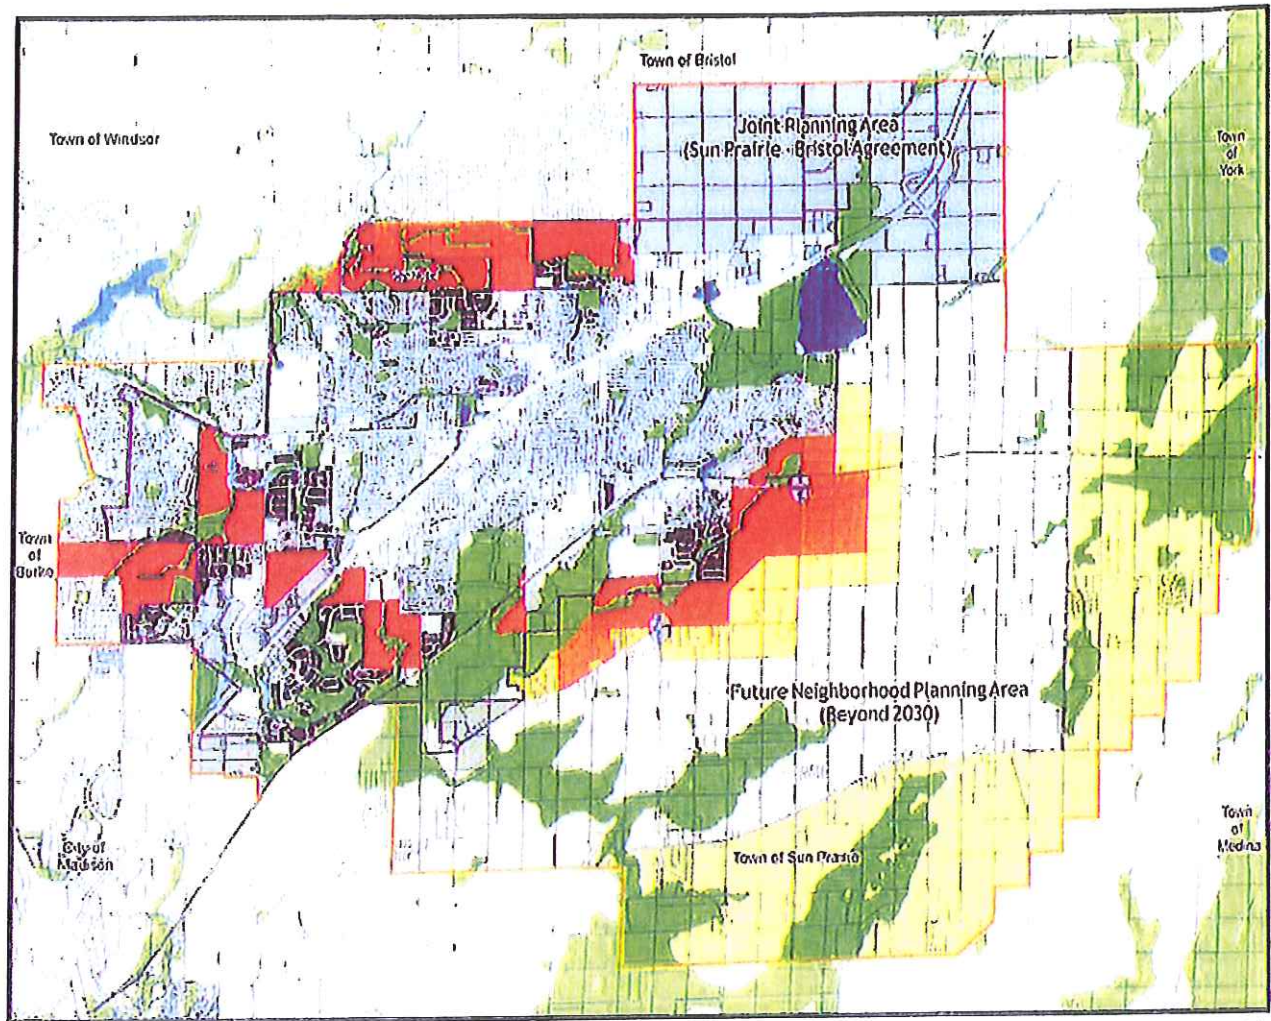 Town of Bristol
Joint Planning Area
(Sun Prairie - Bristol Agreement)
Town of Windsor
Town
of
York
Town
of
Burke
Future Neighborhood Planning Area
(Beyond 2030)
Town of Sun Prairie
City of
Madison
Town
of
Medina